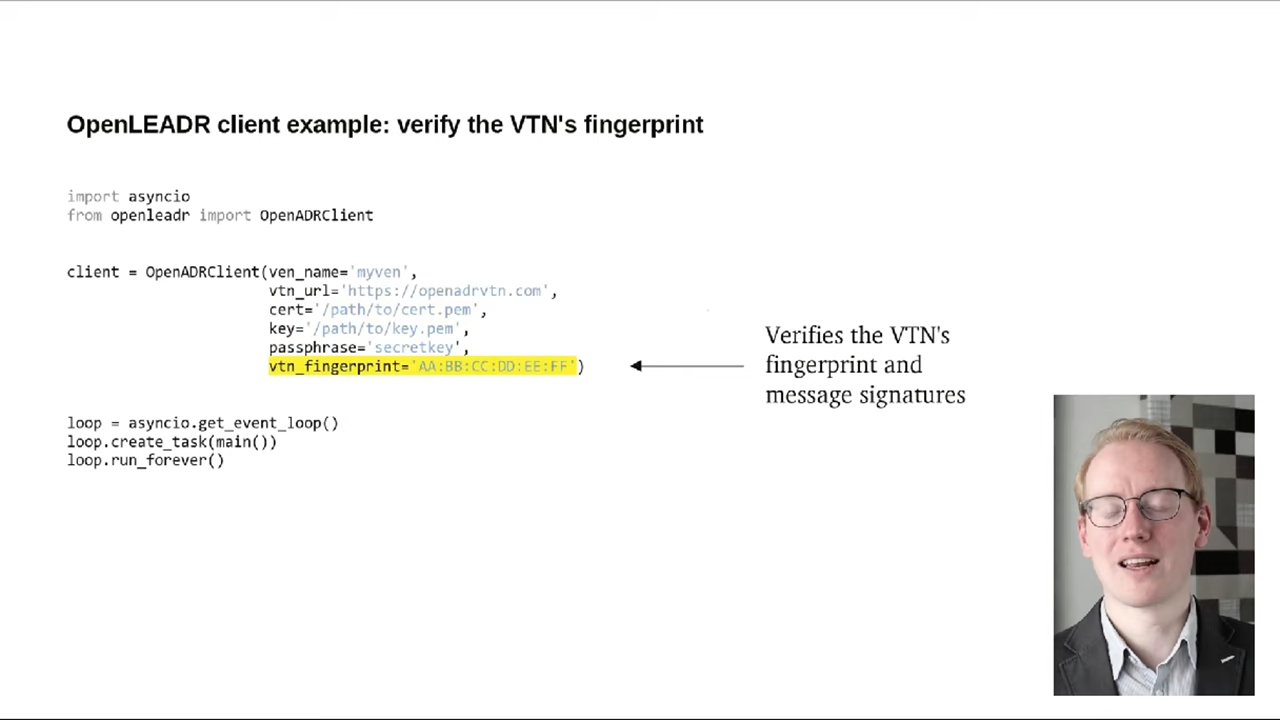 OpenLEADR client example: verify the VTN's fingerprint
import asyncio
from openleadr import OpenADRClient
client = OpenADRClient(ven_name='myven',
vtn_url='https://openadrvtn.com',
cert='/path/to/cert.pem',
key='/path/to/key.pem',
passphrase='secretkey',
vtn_fingerprint='AA:BB:CC:DD:EE:FF')
Verifies the VTN's
fingerprint and
message signatures
loop = asyncio.get_event_loop()
loop.create_task(main())
loop.run_forever()